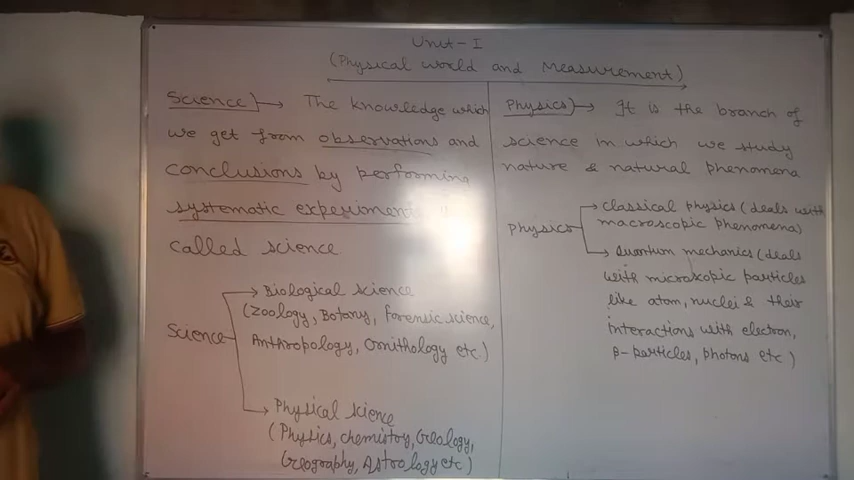 Unit-I
(Physical world and Measurement)
Science) → The knowledge which
we get from observations and
conclusions by performing
systematic experiment
called science
Science
→ Biological science
(Zoology, Botany, Forensic science,
Anthropology, Ornithology etc.)
→ Physical science
(Physics, chemistry, Geology,
Geography, Astrology etc)
Physics) → It is the branch of
science in which we study
nature & natural phenomena
Physics
→ classical physics (deals with
macroscopic phenomena)
→ Quantum mechanics (deals
with microscopic particles
like atom, nuclei & their
interactions with electron,
β-particles, photons etc)